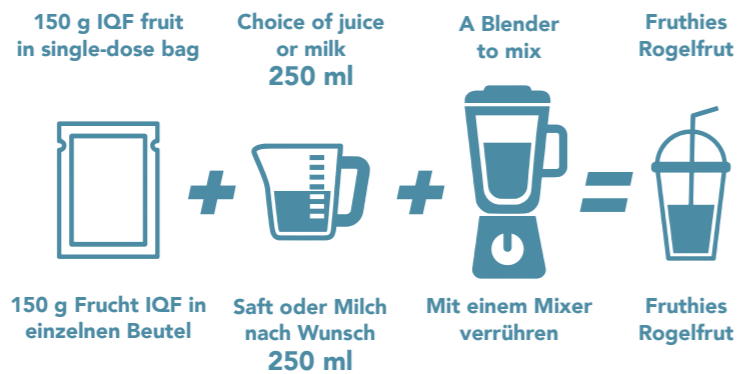 150 g IQF fruit
in single-dose bag
Choice of juice
or milk
250 ml
A Blender
to mix
Fruthies
Rogelfrut
150 g Frucht IQF in
einzelnen Beutel
Saft oder Milch
nach Wunsch
250 ml
Mit einem Mixer
verrühren
Fruthies
Rogelfrut